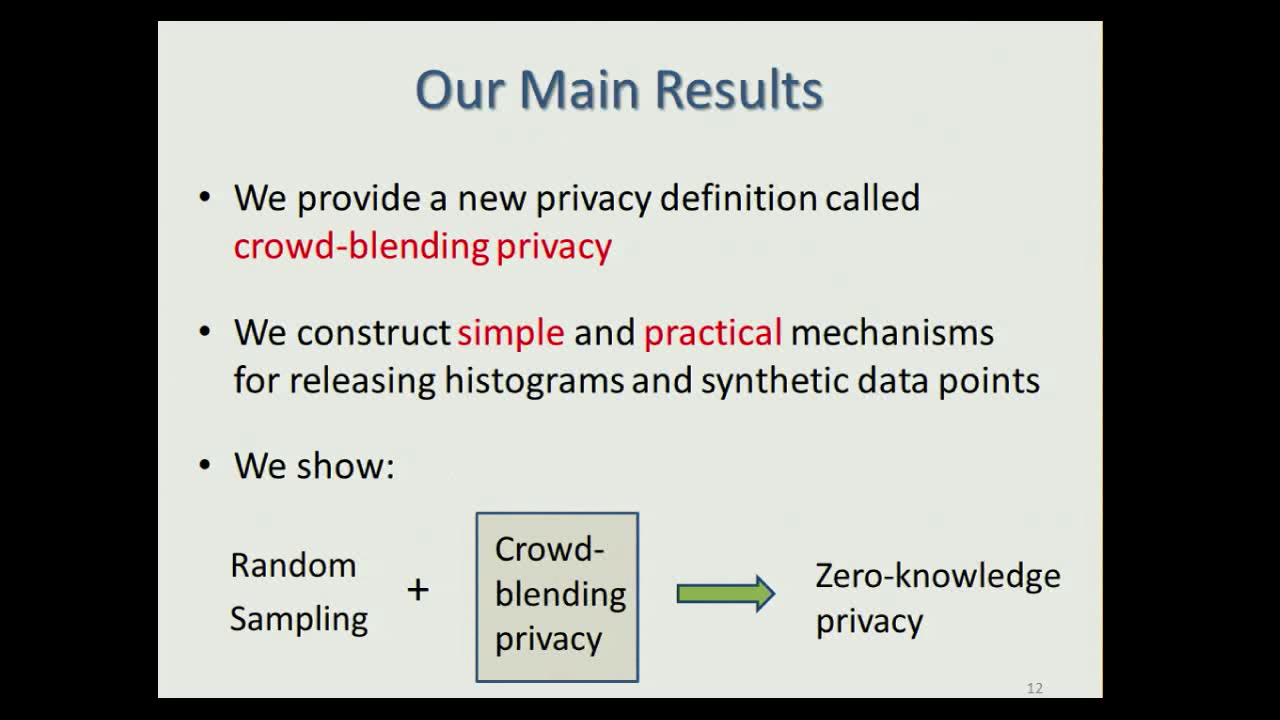 Our Main Results
• We provide a new privacy definition called
crowd-blending privacy
• We construct simple and practical mechanisms
for releasing histograms and synthetic data points
• We show:
Random
Sampling
+
Crowd-
blending
privacy
Zero-knowledge
privacy
12